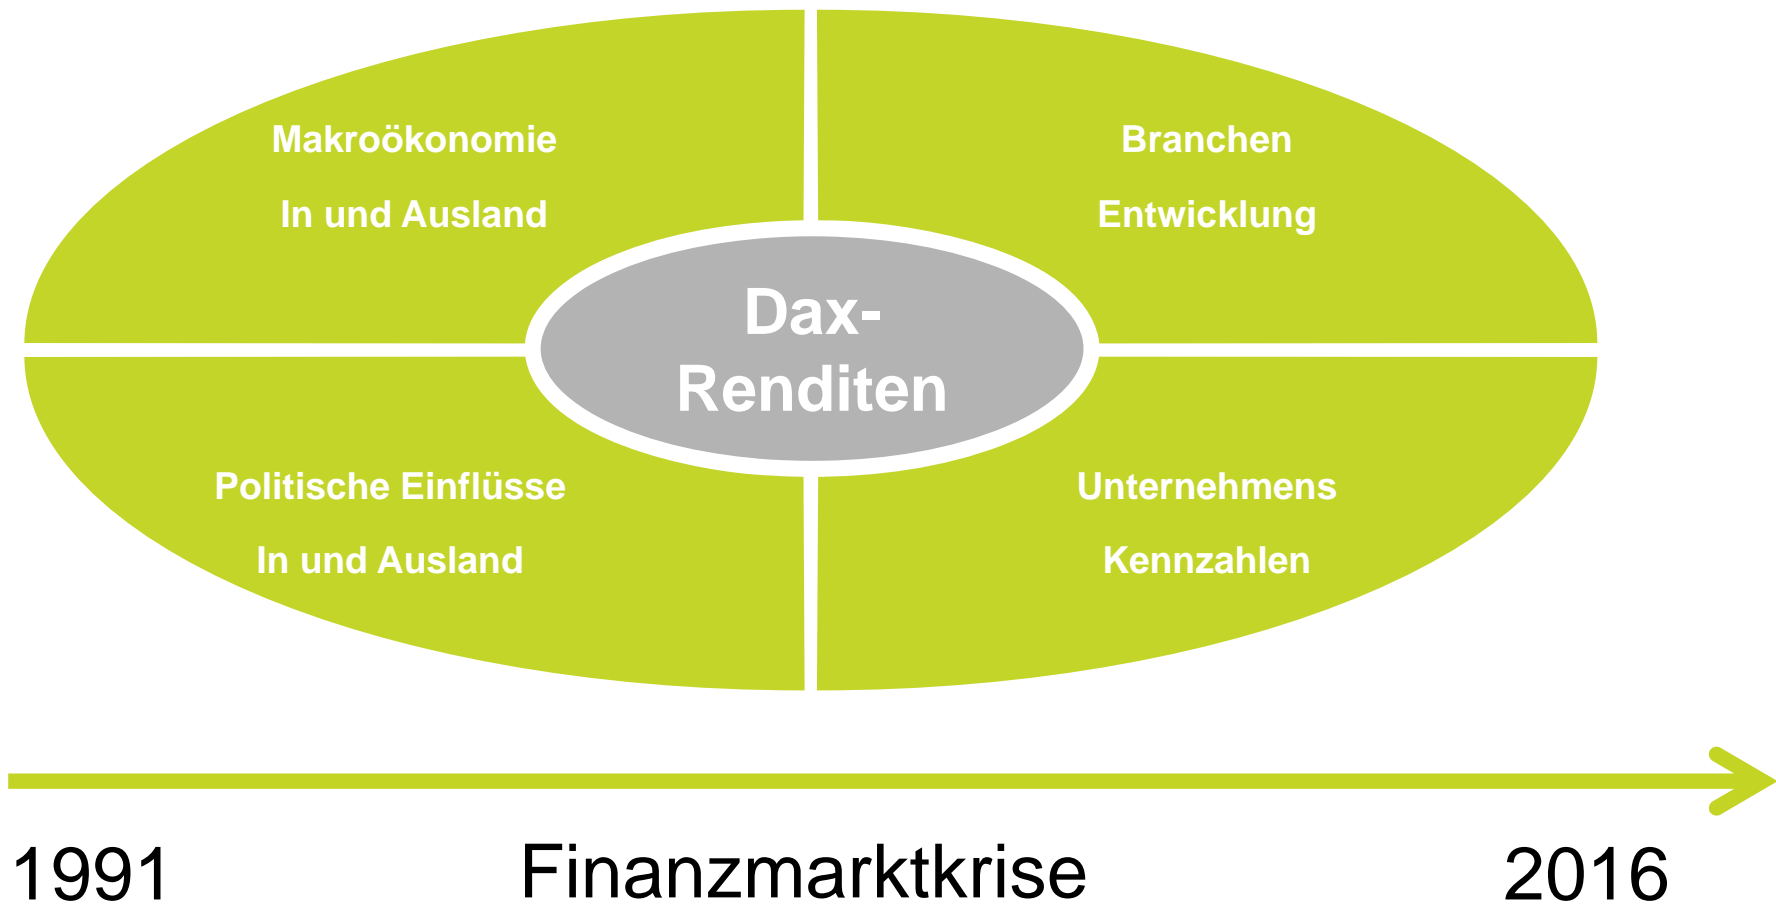 Makroökonomie
In und Ausland
Branchen
Entwicklung
Dax-
Renditen
Politische Einflüsse
In und Ausland
Unternehmens
Kennzahlen
1991
Finanzmarktkrise
2016